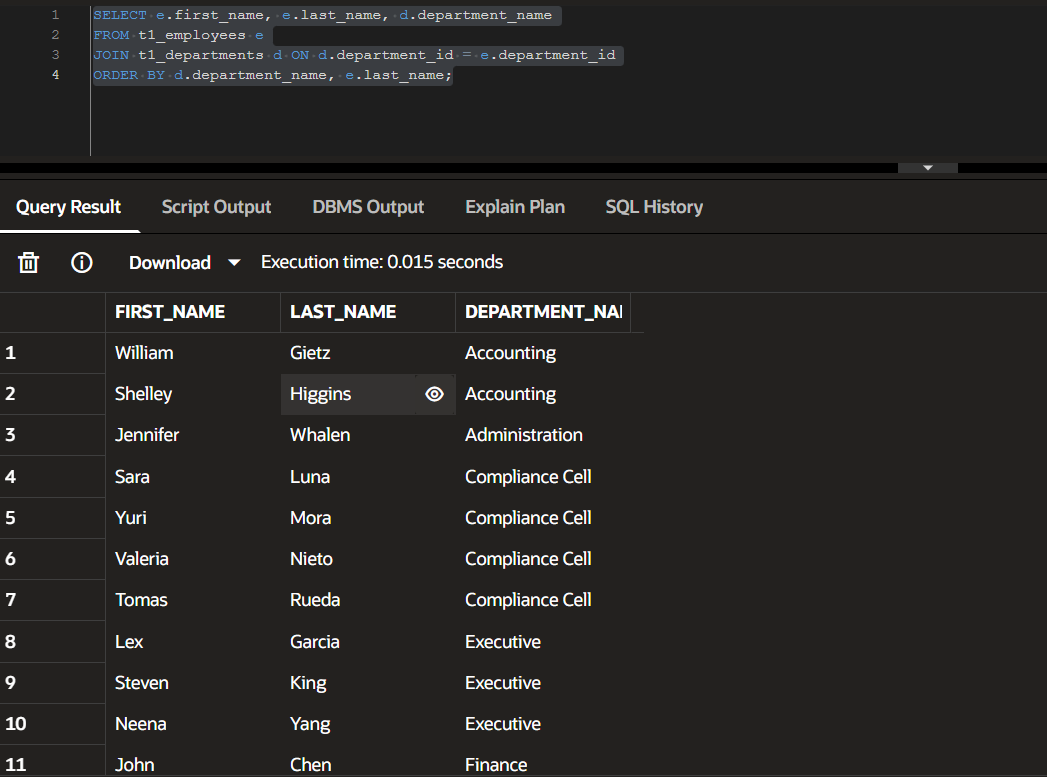 1 SELECT e.first_name, e.last_name, d.department_name
2 FROM t1_employees e
3 JOIN t1_departments d ON d.department_id = e.department_id
4 ORDER BY d.department_name, e.last_name;
Query Result Script Output DBMS Output Explain Plan SQL History
Download Execution time: 0.015 seconds
FIRST_NAME LAST_NAME DEPARTMENT_NAI
1 William Gietz Accounting
2 Shelley Higgins Accounting
3 Jennifer Whalen Administration
4 Sara Luna Compliance Cell
5 Yuri Mora Compliance Cell
6 Valeria Nieto Compliance Cell
7 Tomas Rueda Compliance Cell
8 Lex Garcia Executive
9 Steven King Executive
10 Neena Yang Executive
11 John Chen Finance